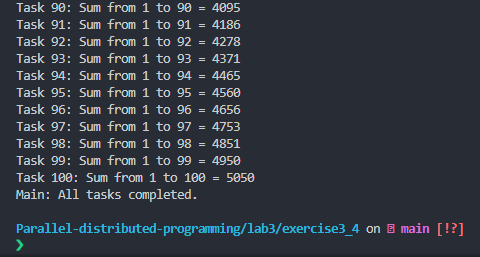 Task 90: Sum from 1 to 90 = 4095
Task 91: Sum from 1 to 91 = 4186
Task 92: Sum from 1 to 92 = 4278
Task 93: Sum from 1 to 93 = 4371
Task 94: Sum from 1 to 94 = 4465
Task 95: Sum from 1 to 95 = 4560
Task 96: Sum from 1 to 96 = 4656
Task 97: Sum from 1 to 97 = 4753
Task 98: Sum from 1 to 98 = 4851
Task 99: Sum from 1 to 99 = 4950
Task 100: Sum from 1 to 100 = 5050
Main: All tasks completed.
Parallel-distributed-programming/lab3/exercise3_4 on main [!?]
❯